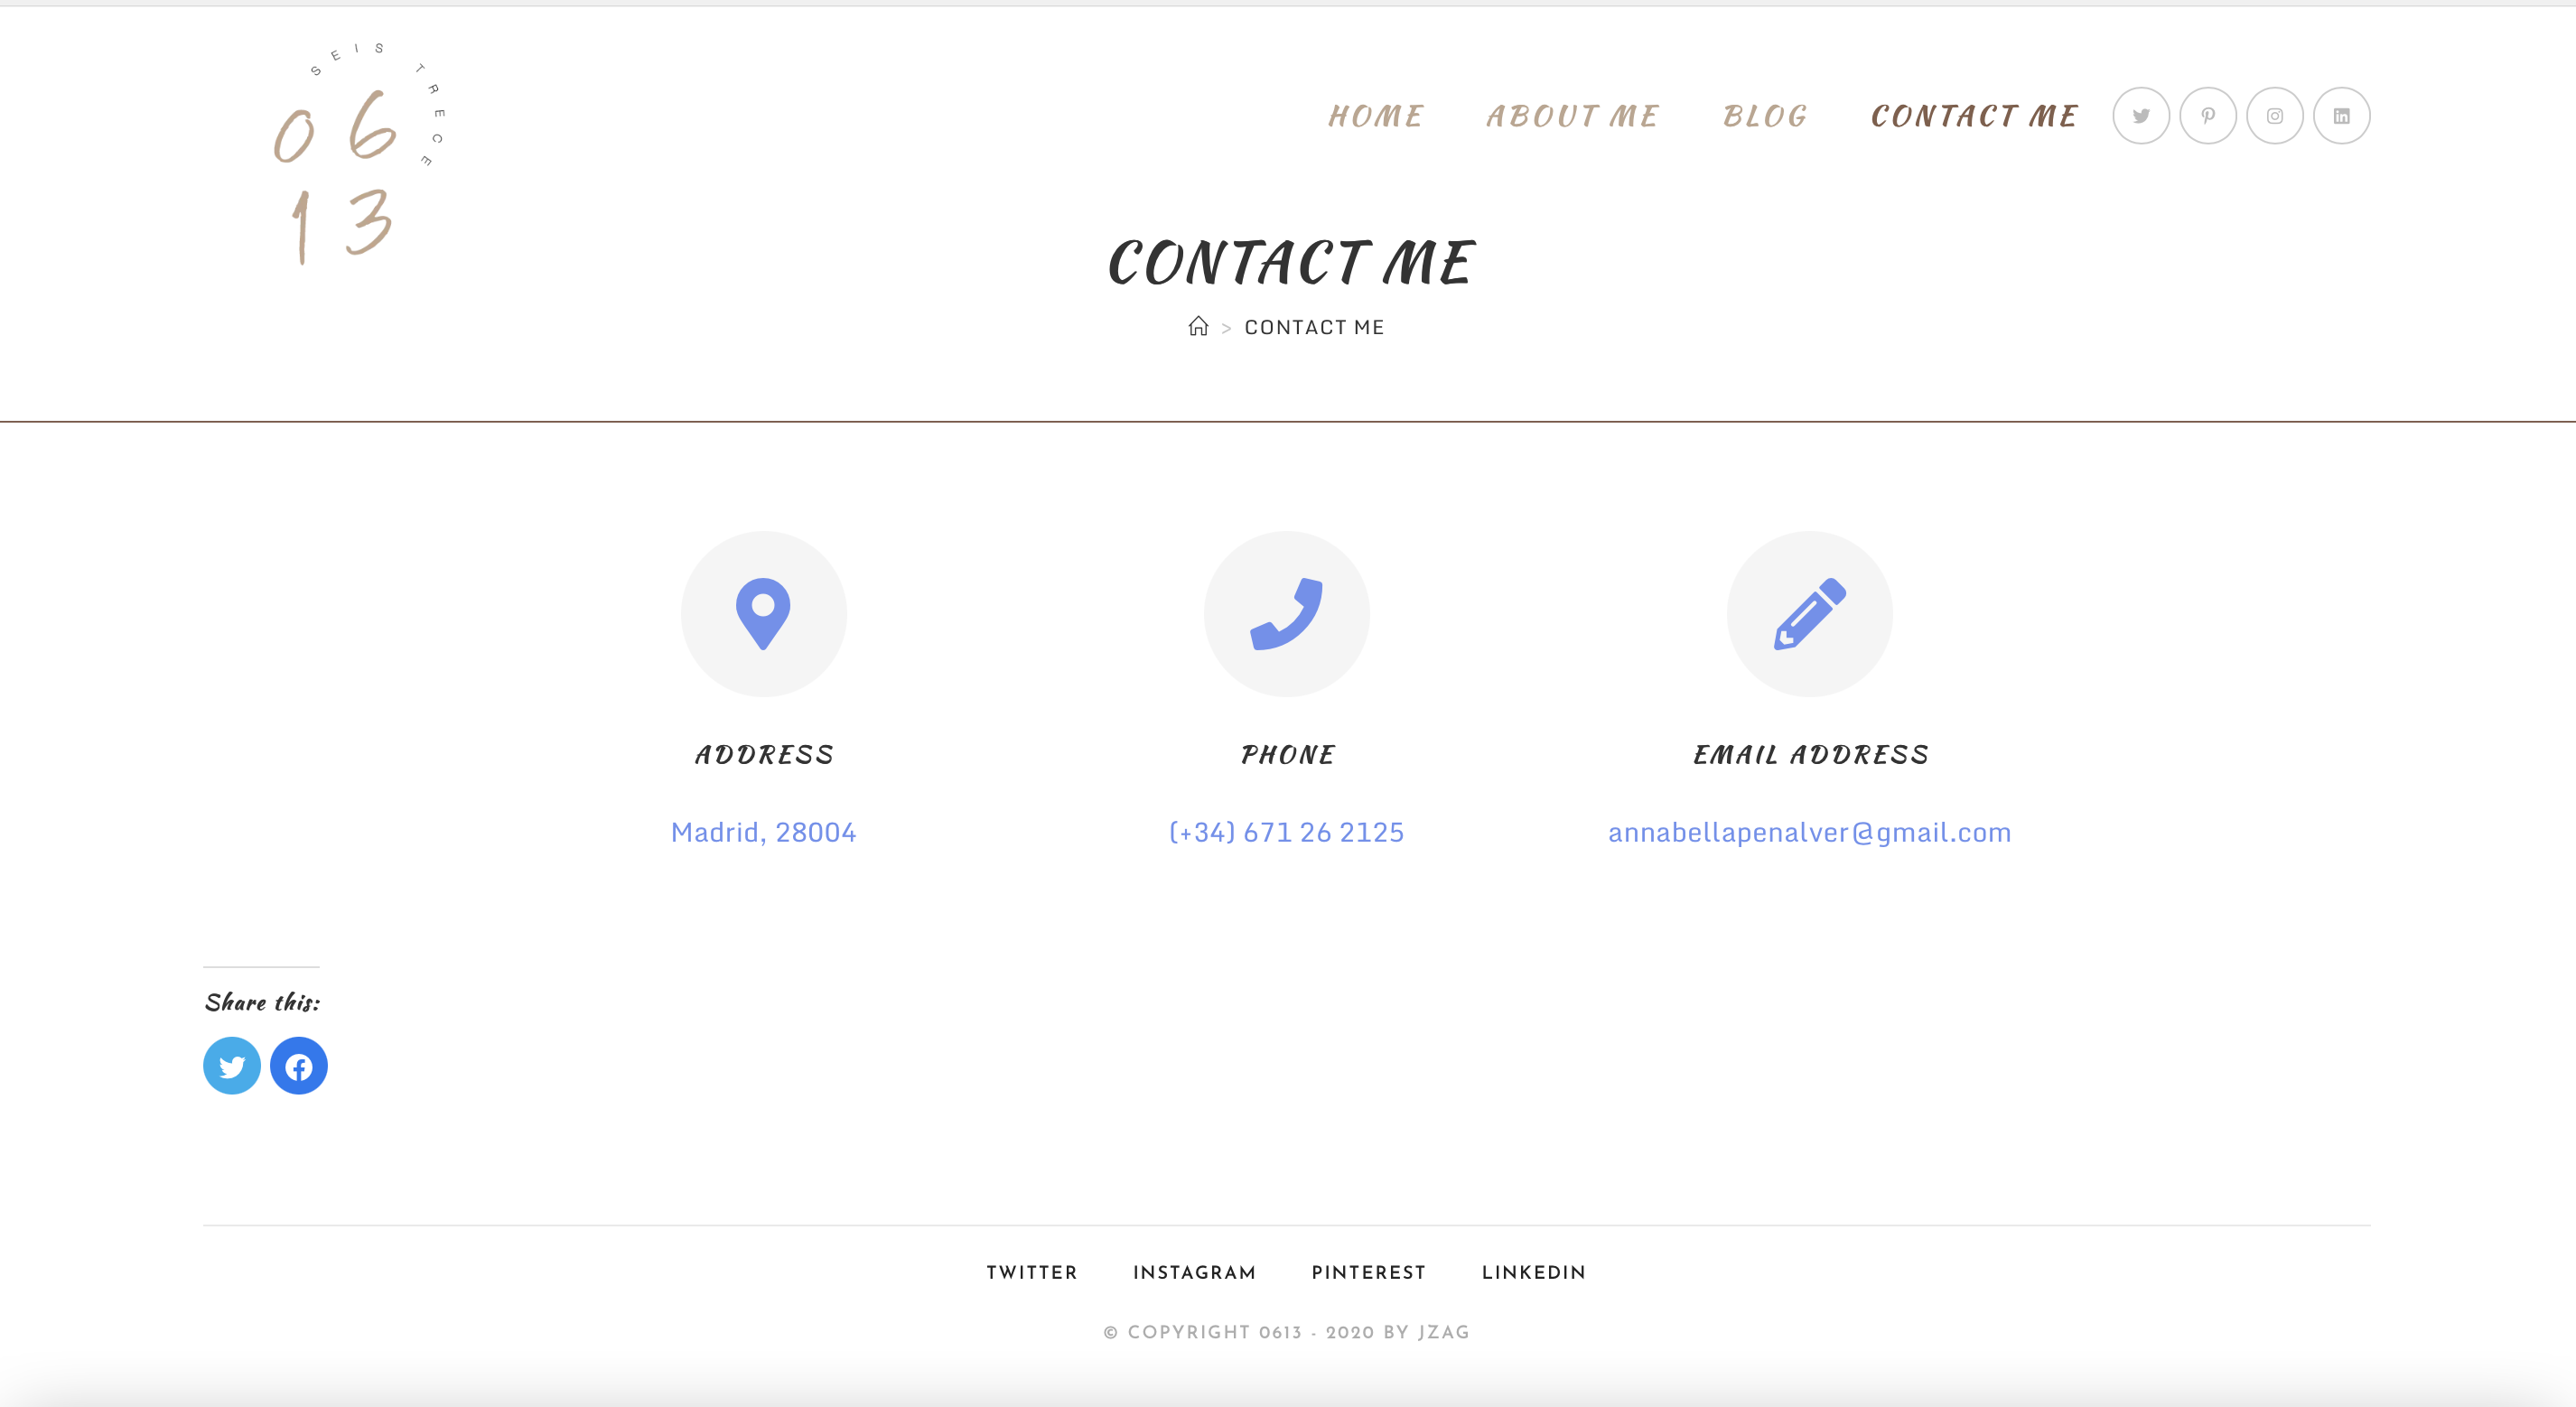 SEIS TRECE
06
13
HOME ABOUT ME BLOG CONTACT ME
CONTACT ME
> CONTACT ME
ADDRESS PHONE EMAIL ADDRESS
Madrid, 28004 (+34) 671 26 2125 annabellapenalver@gmail.com
Share this:
TWITTER INSTAGRAM PINTEREST LINKEDIN
© COPYRIGHT 0613 - 2020 BY JZAG